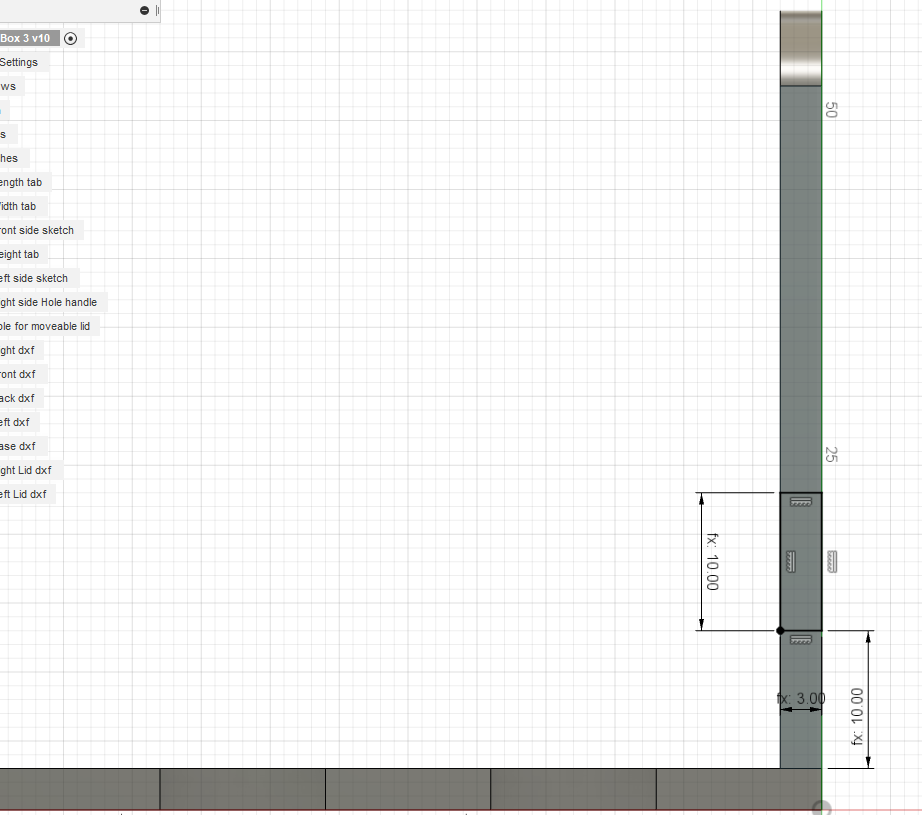 Box 3 v10
Settings
ws
s
hes
ength tab
idth tab
ront side sketch
eight tab
eft side sketch
ght side Hole handle
ole for moveable lid
ght dxf
ront dxf
ack dxf
eft dxf
ase dxf
ght Lid dxf
eft Lid dxf
50
25
fx: 10.00
fx: 3.00
fx: 10.00